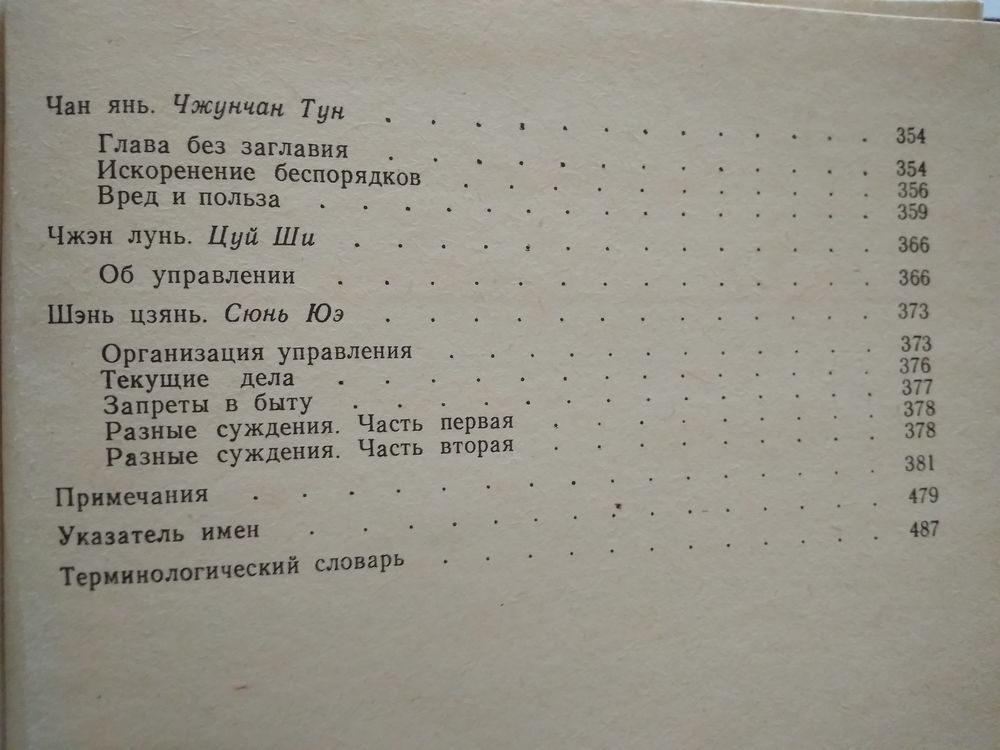 Чан янь. Чжунчан Тун . . . . . . . . . . . . 354
Глава без заглавия . . . . . . . . . . . . 354
Искоренение беспорядков . . . . . . . . . . 356
Вред и польза . . . . . . . . . . . . . 359
Чжэн лунь. Цуй Ши . . . . . . . . . . . . 366
Об управлении . . . . . . . . . . . . 366
Шэнь цзянь. Сюнь Юэ . . . . . . . . . . . 373
Организация управления . . . . . . . . . . 373
Текущие дела . . . . . . . . . . . . 376
Запреты в быту . . . . . . . . . . . . 377
Разные суждения. Часть первая . . . . . . . . 378
Разные суждения. Часть вторая . . . . . . . . 378
Примечания . . . . . . . . . . . . . . 381
Указатель имен . . . . . . . . . . . . . 479
Терминологический словарь . . . . . . . . . . 487